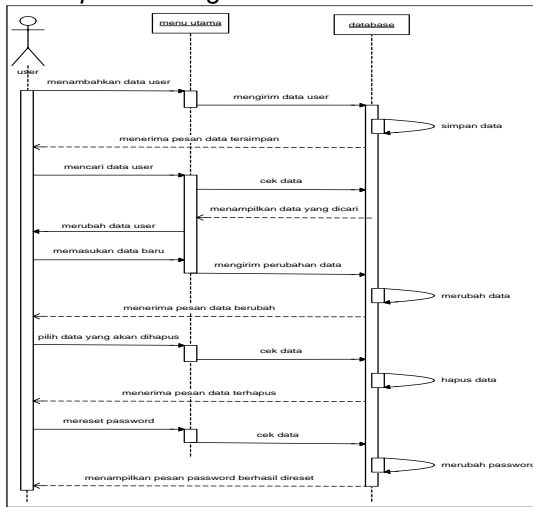 menu utama
database
user
menambahkan data user
mengirim data user
simpan data
menerima pesan data tersimpan
mencari data user
cek data
menampilkan data yang dicari
merubah data user
memasukan data baru
mengirim perubahan data
merubah data
menerima pesan data berubah
pilih data yang akan dihapus
cek data
hapus data
menerima pesan data terhapus
mereset password
cek data
merubah password
menampilkan pesan password berhasil direset